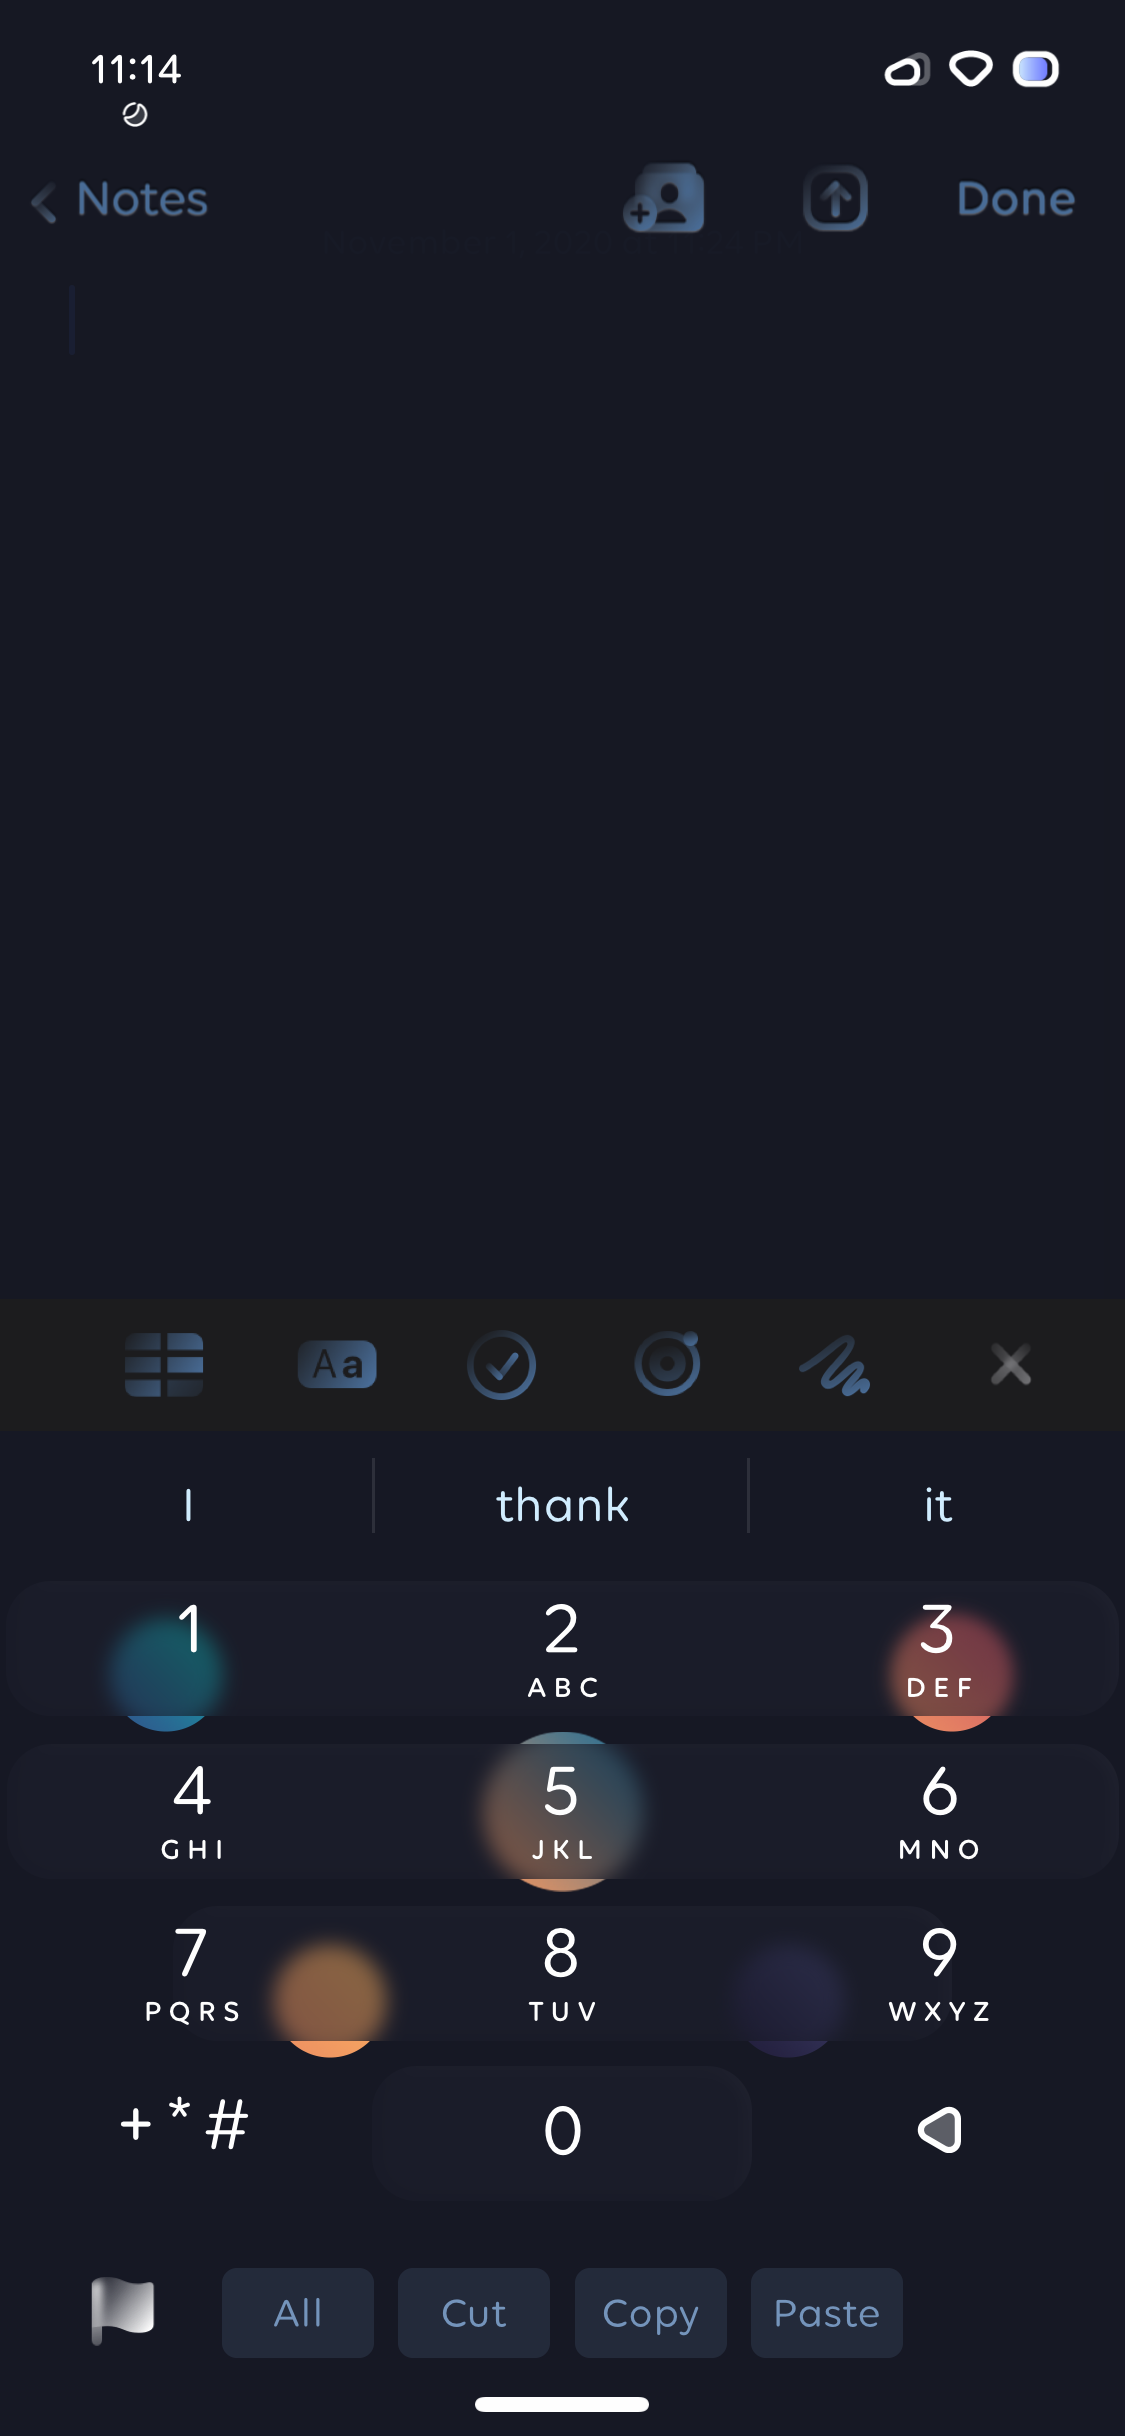 11:14
Notes
Done
Aa
I thank it
1 2 3
ABC DEF
4 5 6
GHI JKL MNO
7 8 9
PQRS TUV WXYZ
+*# 0
All Cut Copy Paste